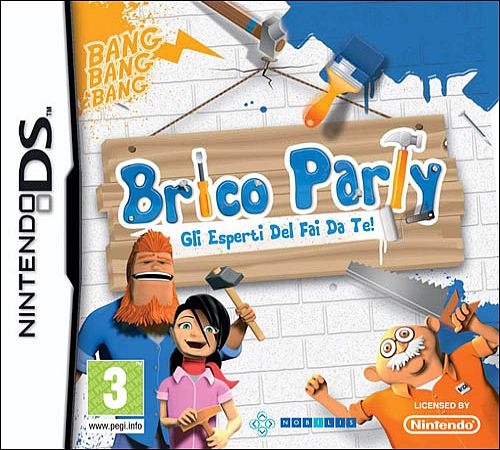 NINTENDO DS™
BANG
BANG
BANG
Brico Party
Gli Esperti Del Fai Da Te!
3
www.pegi.info
NOBILIS
LICENSED BY
Nintendo